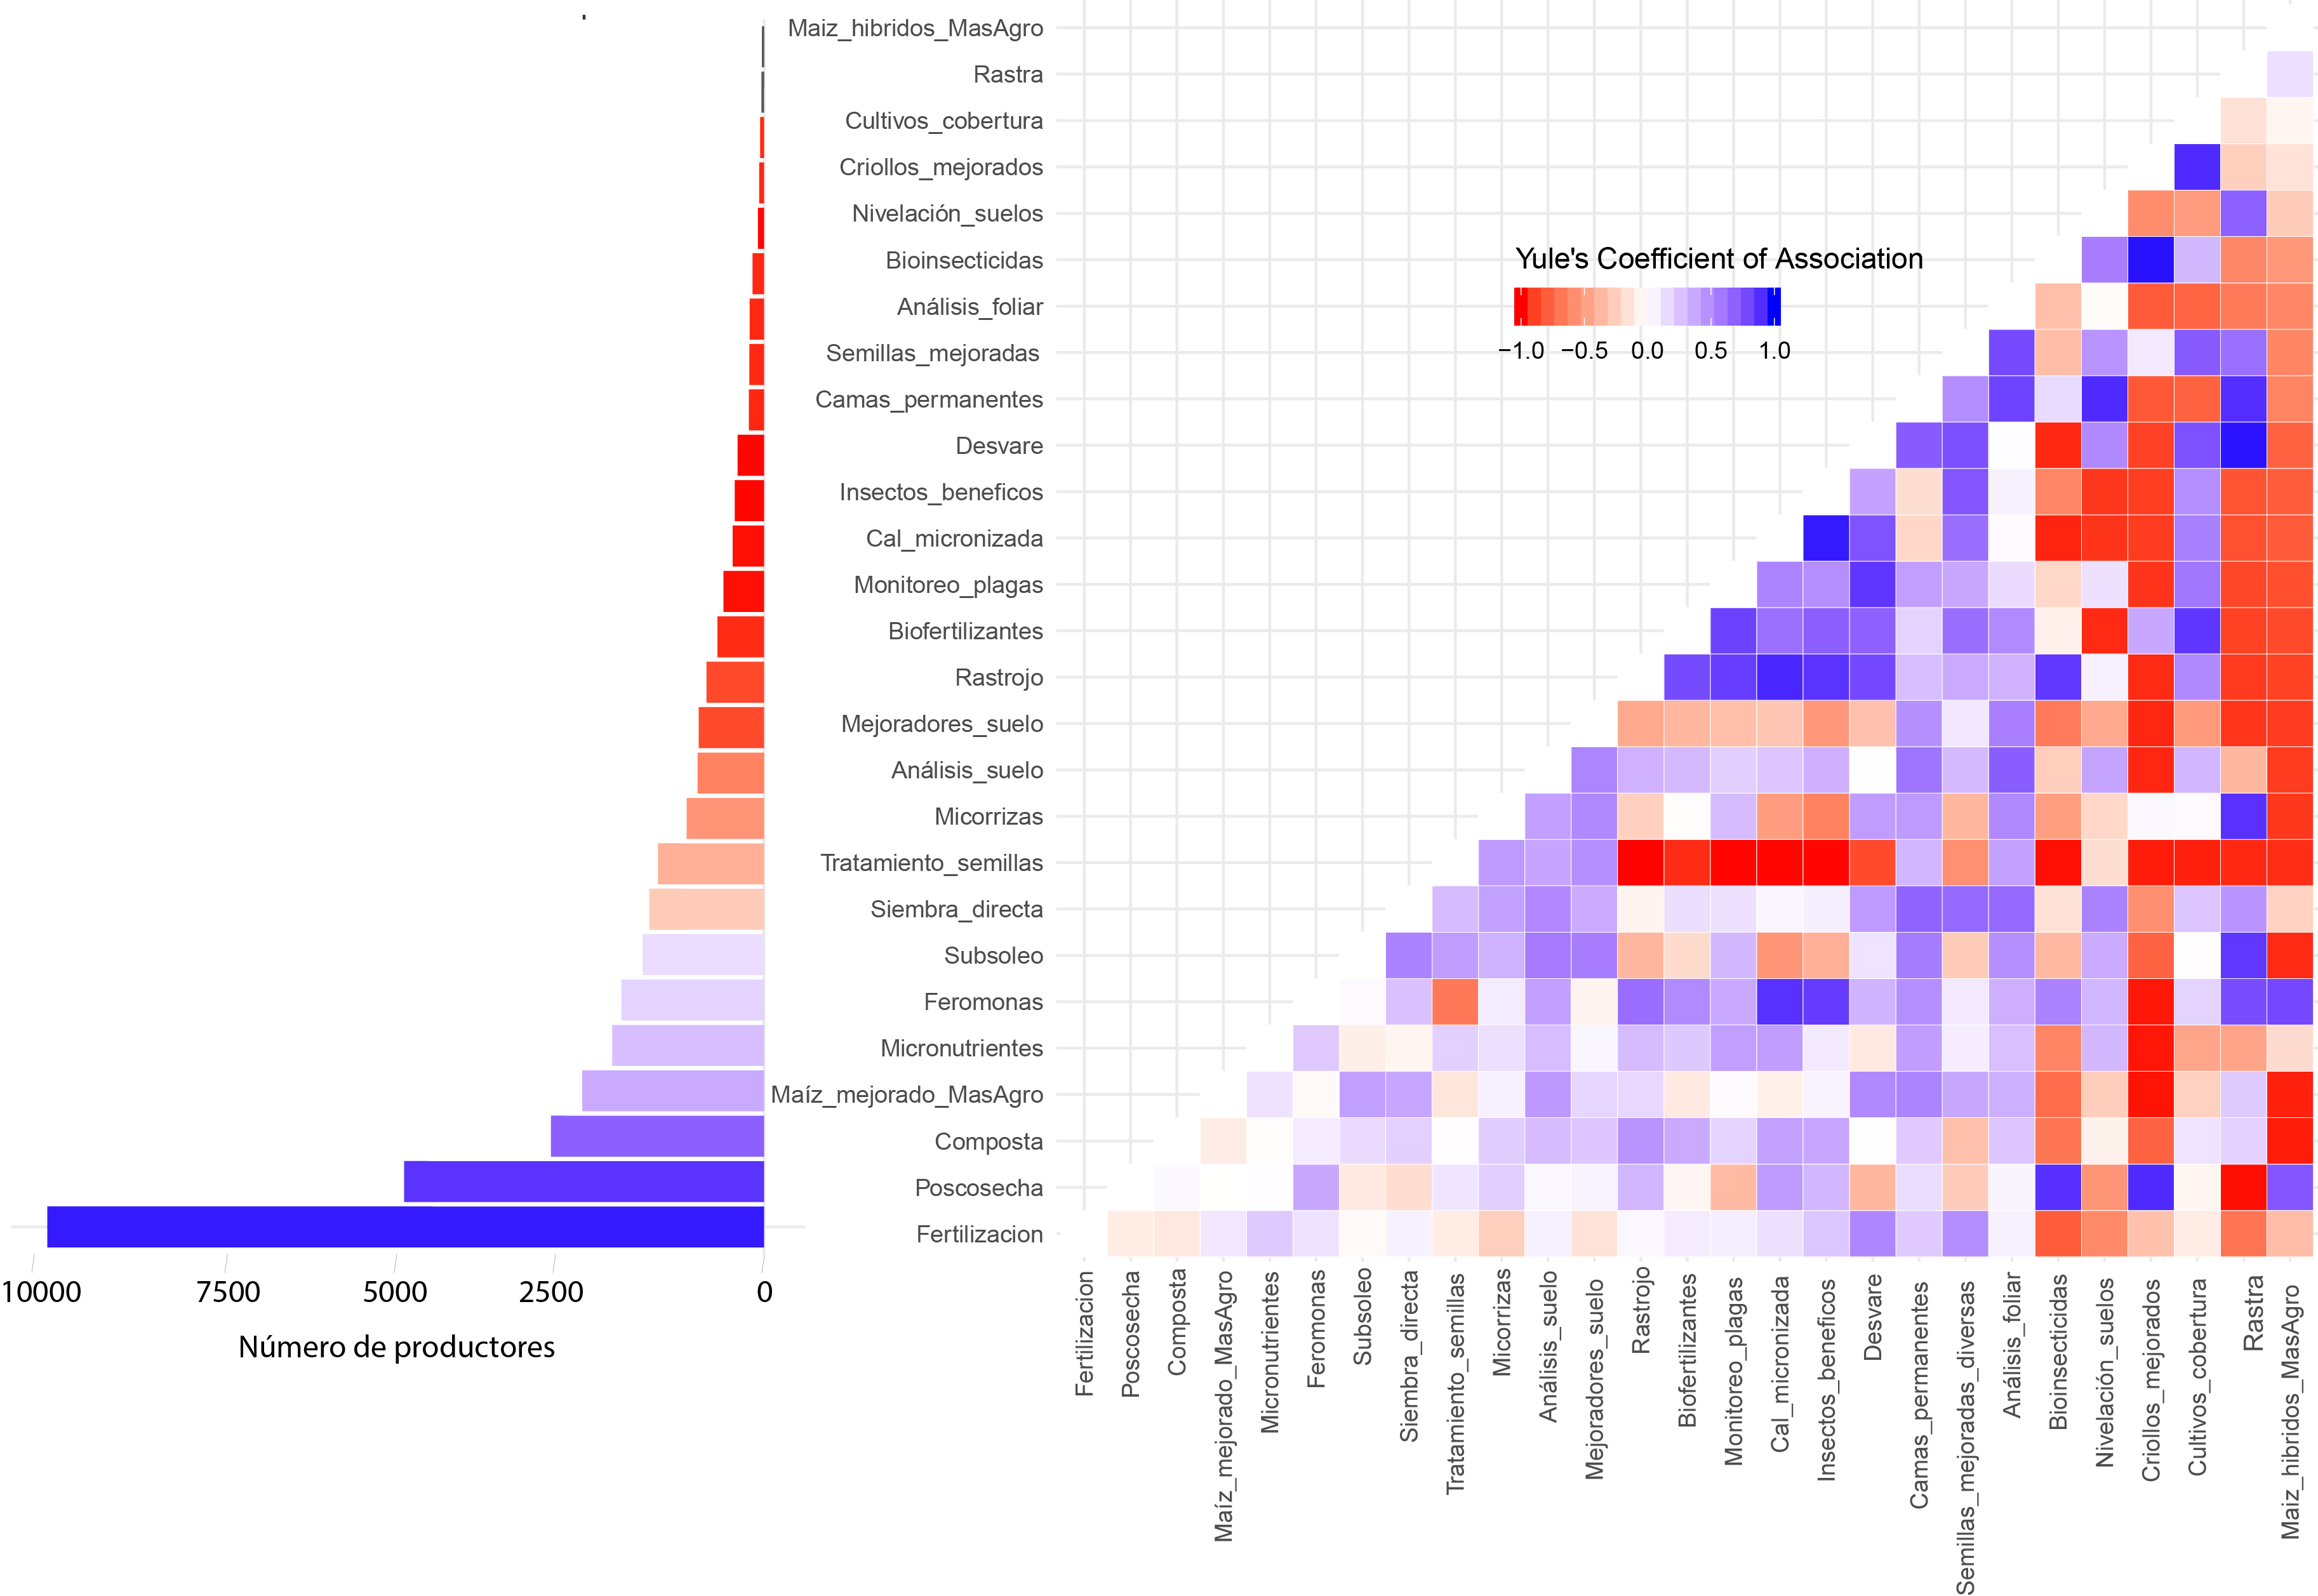 Maiz_hibridos_MasAgro
Rastra
Cultivos_cobertura
Criollos_mejorados
Nivelación_suelos
Bioinsecticidas
Análisis_foliar
Semillas_mejoradas
Camas_permanentes
Desvare
Insectos_beneficos
Cal_micronizada
Monitoreo_plagas
Biofertilizantes
Rastrojo
Mejoradores_suelo
Análisis_suelo
Micorrizas
Tratamiento_semillas
Siembra_directa
Subsoleo
Feromonas
Micronutrientes
Maíz_mejorado_MasAgro
Composta
Poscosecha
Fertilizacion
Yule's Coefficient of Association
−1.0 −0.5 0.0 0.5 1.0
10000 7500 5000 2500 0
Número de productores
Fertilizacion
Poscosecha
Composta
Maíz_mejorado_MasAgro
Micronutrientes
Feromonas
Subsoleo
Siembra_directa
Tratamiento_semillas
Micorrizas
Análisis_suelo
Mejoradores_suelo
Rastrojo
Biofertilizantes
Monitoreo_plagas
Cal_micronizada
Insectos_beneficos
Desvare
Camas_permanentes
Semillas_mejoradas_diversas
Análisis_foliar
Bioinsecticidas
Nivelación_suelos
Criollos_mejorados
Cultivos_cobertura
Rastra
Maiz_hibridos_MasAgro